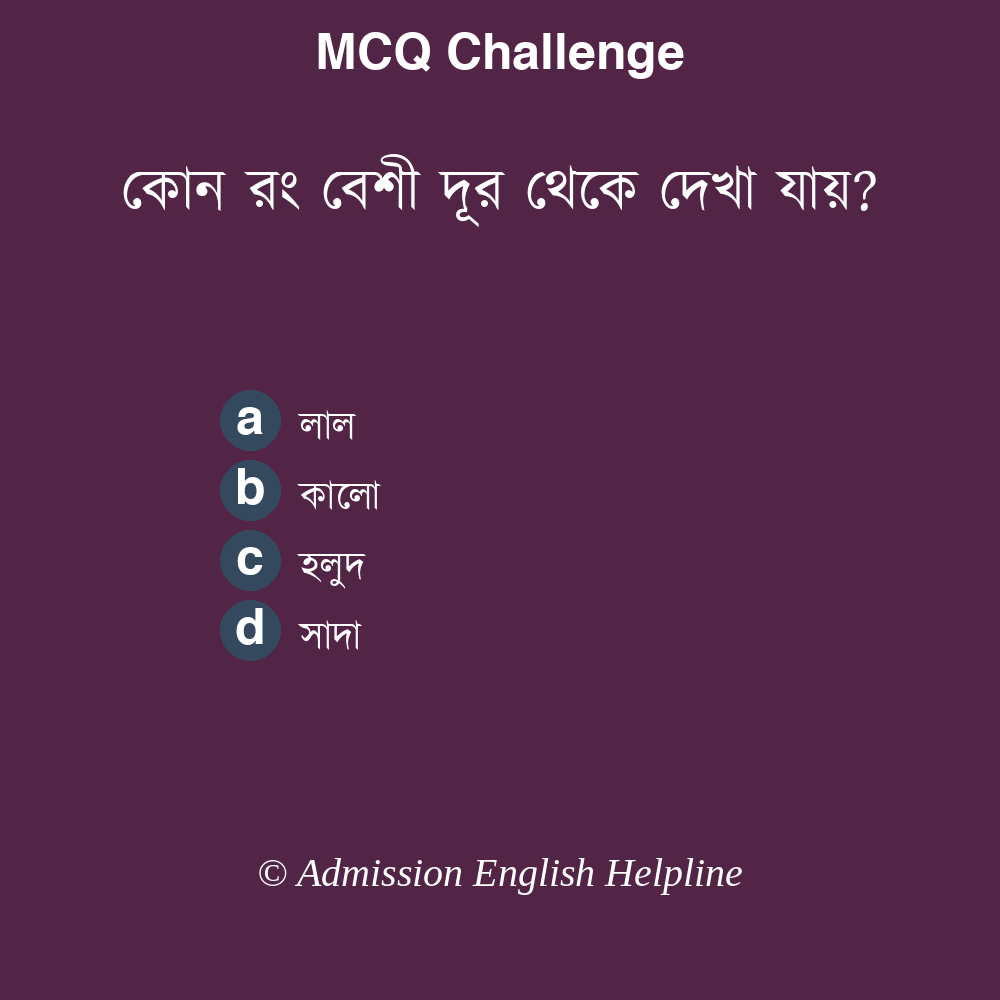 MCQ Challenge
কোন রং বেশী দূর থেকে দেখা যায়?
a লাল
b কালো
c হলুদ
d সাদা
© Admission English Helpline